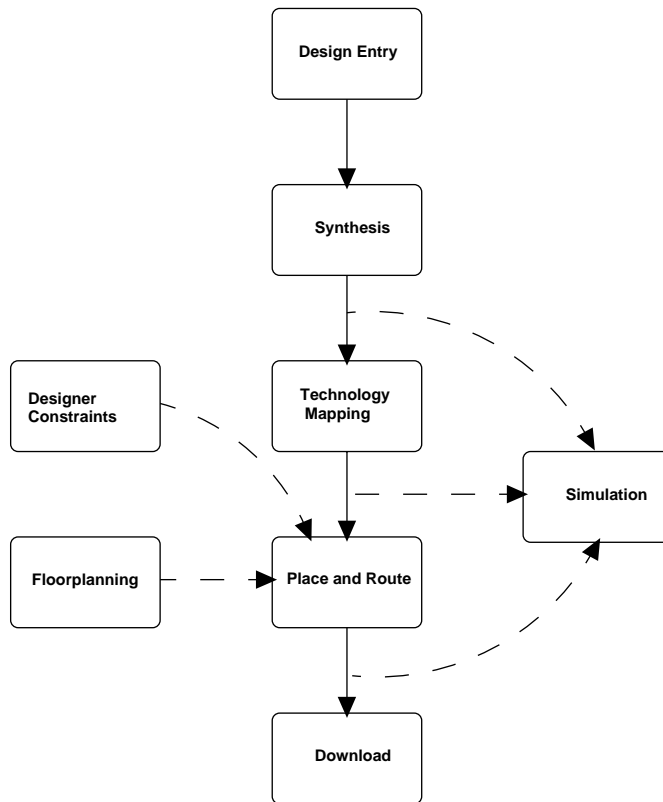 Design Entry
Synthesis
Designer
Constraints
Technology
Mapping
Simulation
Floorplanning
Place and Route
Download